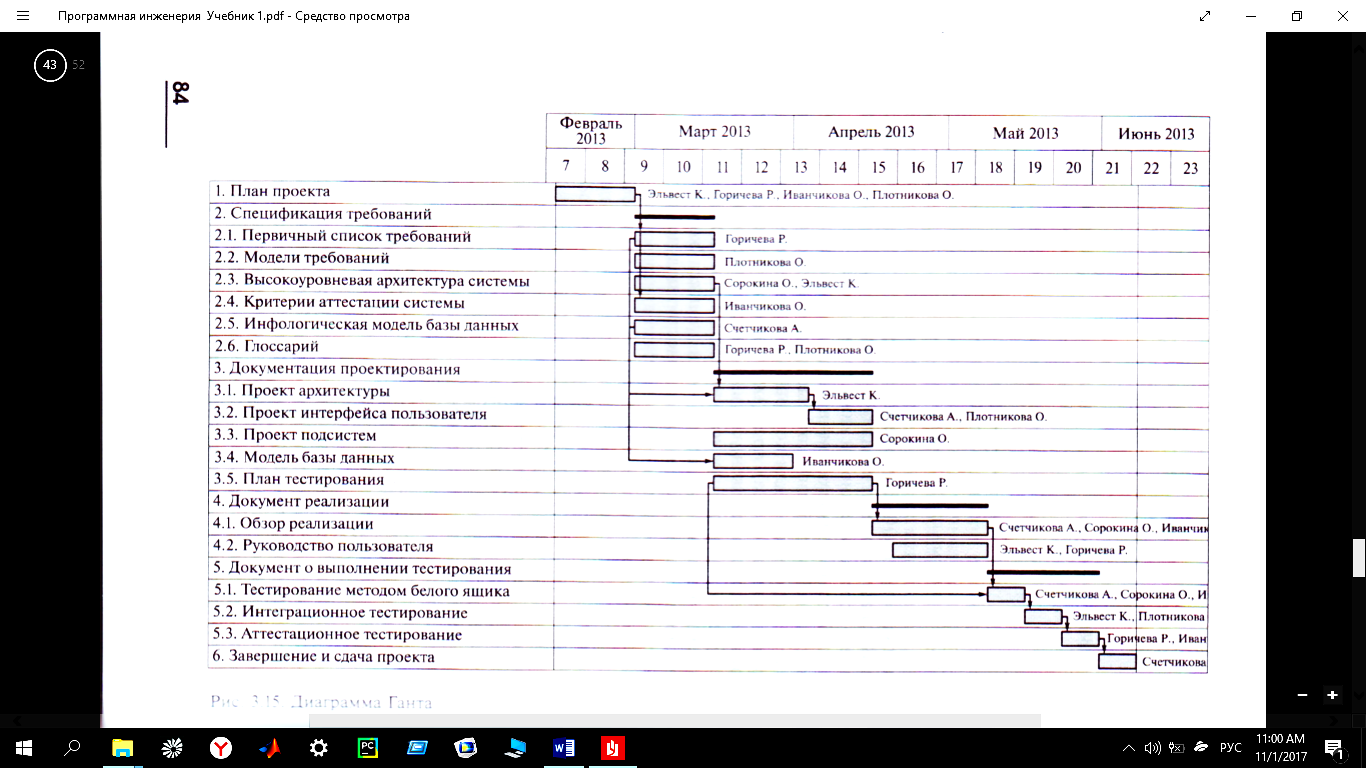 Программная инженерия Учебник 1.pdf - Средство просмотра
43 52
84
Февраль 2013 Март 2013 Апрель 2013 Май 2013 Июнь 2013
7 8 9 10 11 12 13 14 15 16 17 18 19 20 21 22 23
1. План проекта Эльвест К., Горичева Р., Иванчикова О., Плотникова О.
2. Спецификация требований
2.1. Первичный список требований Горичева Р.
2.2. Модели требований Плотникова О.
2.3. Высокоуровневая архитектура системы Сорокина О., Эльвест К.
2.4. Критерии аттестации системы Иванчикова О.
2.5. Инфологическая модель базы данных Счетчикова А.
2.6. Глоссарий Горичева Р., Плотникова О.
3. Документация проектирования
3.1. Проект архитектуры Эльвест К.
3.2. Проект интерфейса пользователя Счетчикова А., Плотникова О.
3.3. Проект подсистем Сорокина О.
3.4. Модель базы данных Иванчикова О.
3.5. План тестирования Горичева Р.
4. Документ реализации
4.1. Обзор реализации Счетчикова А., Сорокина О., Иванчик
4.2. Руководство пользователя Эльвест К., Горичева Р.
5. Документ о выполнении тестирования
5.1. Тестирование методом белого ящика Счетчикова А., Сорокина О., И
5.2. Интеграционное тестирование Эльвест К., Плотникова
5.3. Аттестационное тестирование Горичева Р., Иван
6. Завершение и сдача проекта Счетчикова
Рис. 3.15. Диаграмма Ганта
РУС 11:00 AM
11/1/2017